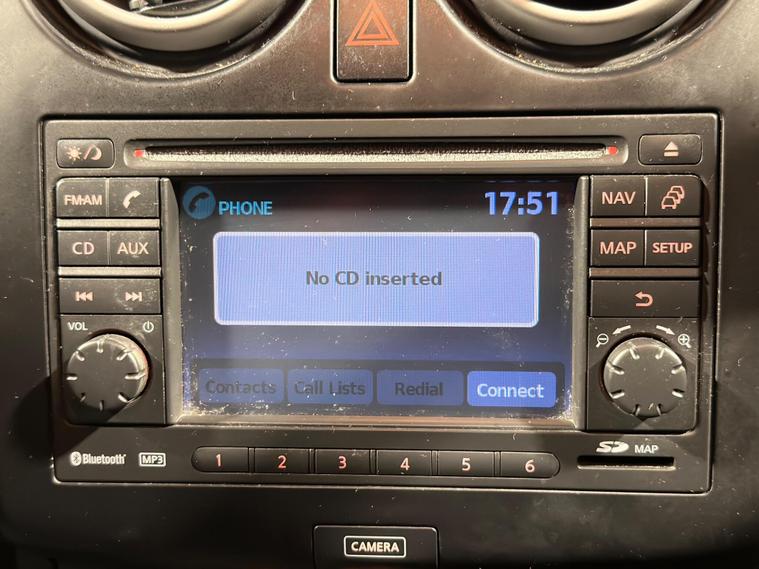 FM·AM
CD
AUX
VOL
PHONE
17:51
No CD inserted
Contacts
Call Lists
Redial
Connect
NAV
MAP
SETUP
Bluetooth
MP3
1
2
3
4
5
6
SD
MAP
CAMERA